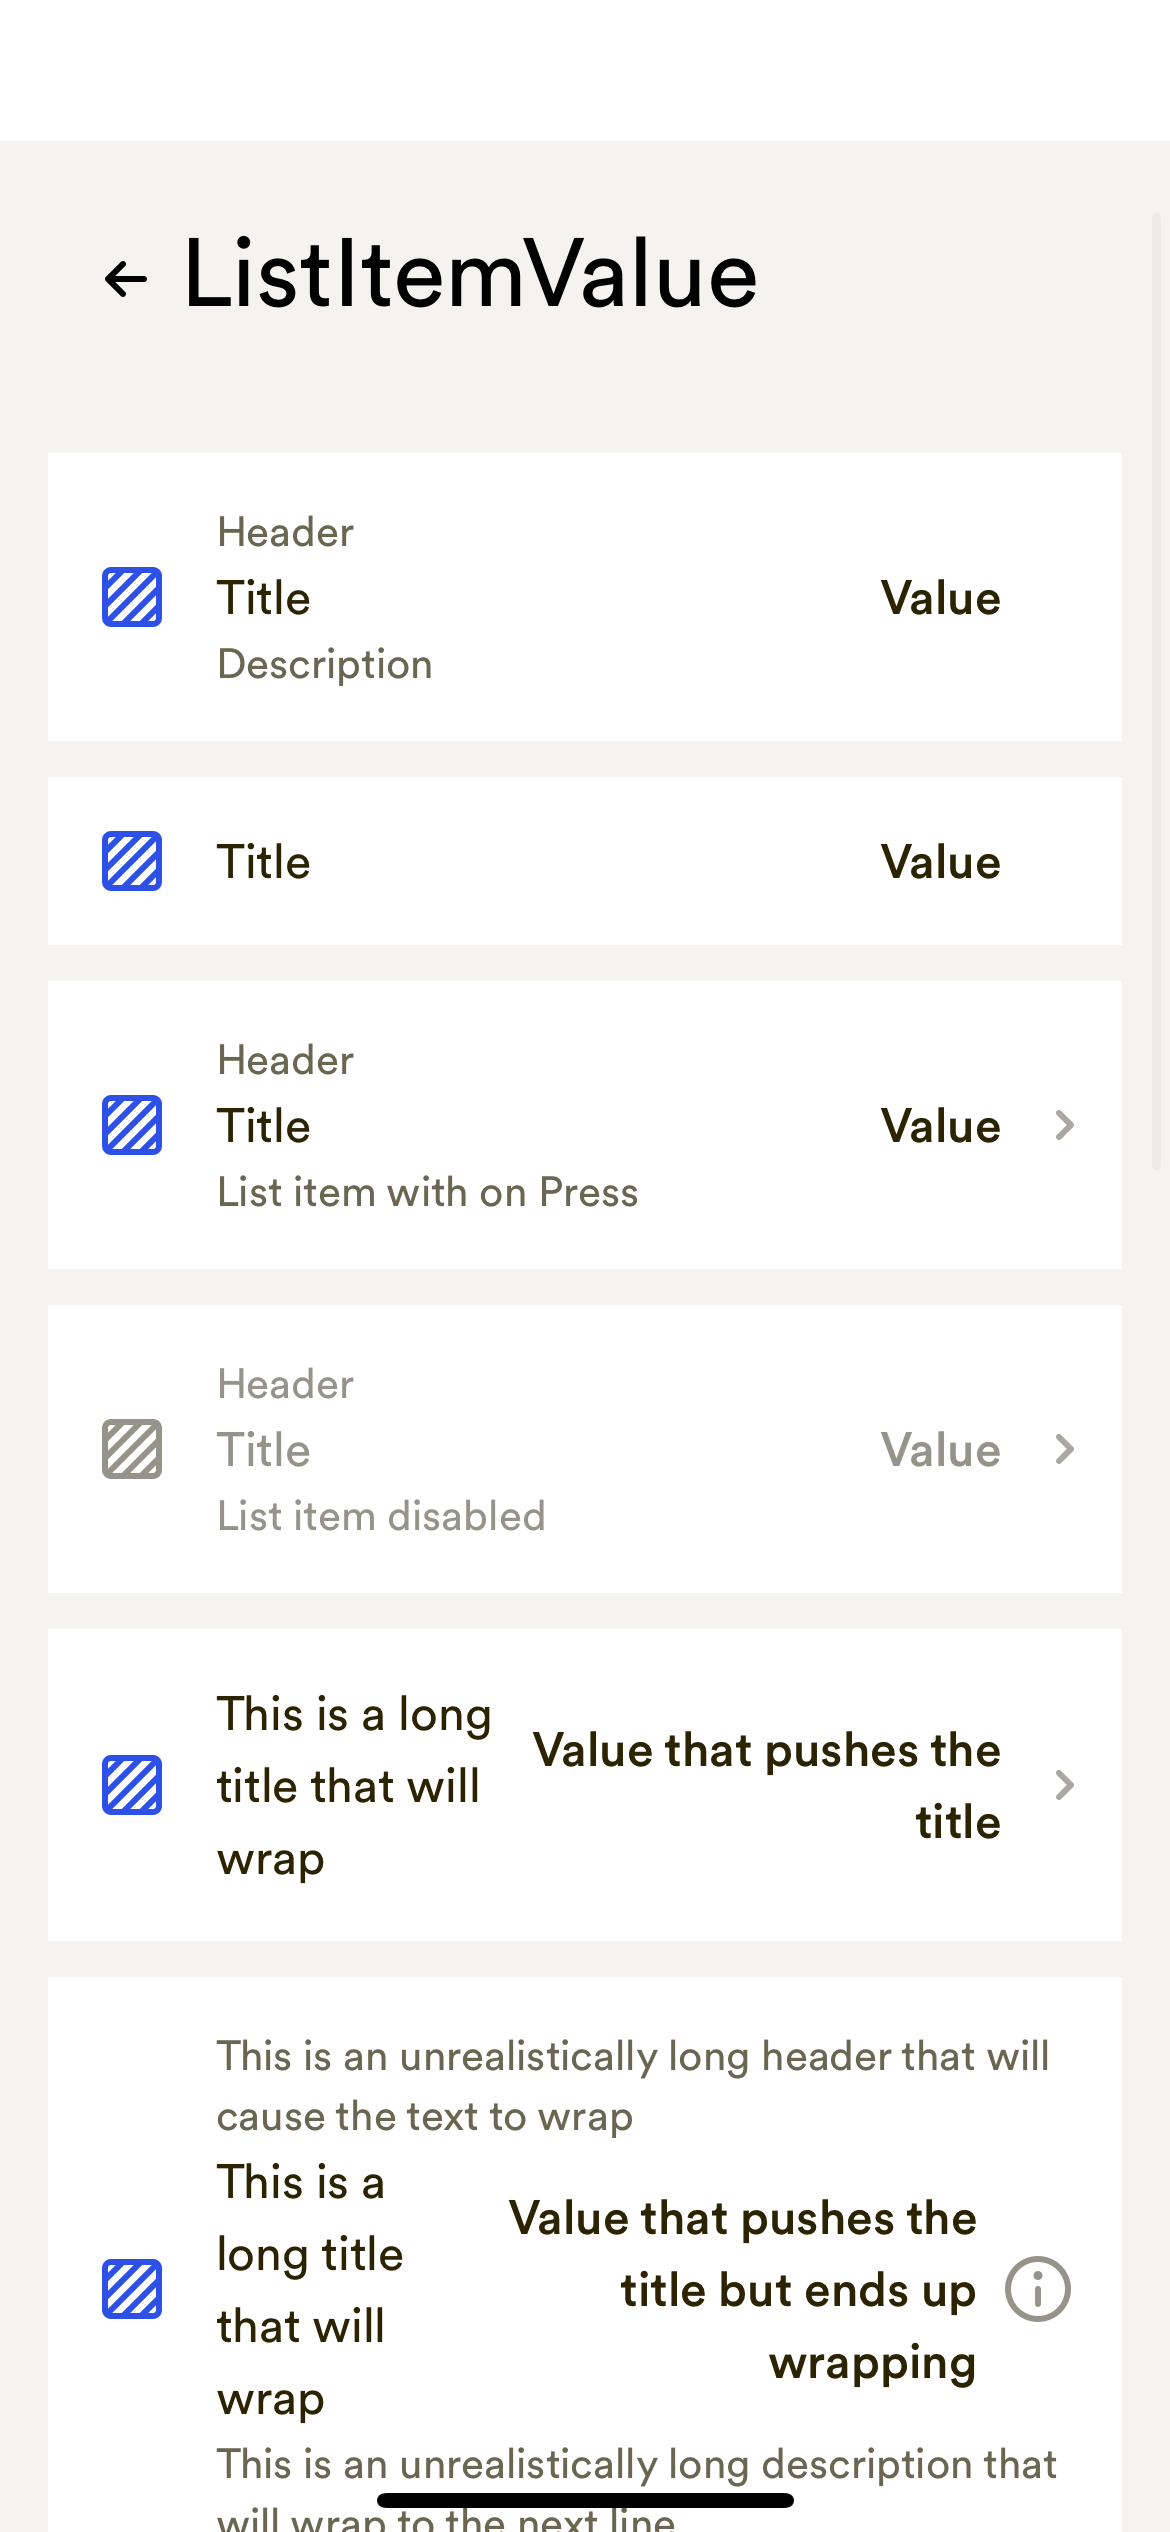 ListItemValue
Header
Title
Value
Description
Title
Value
Header
Title
Value
List item with on Press
Header
Title
Value
List item disabled
This is a long
title that will
wrap
Value that pushes the
title
This is an unrealistically long header that will
cause the text to wrap
This is a
long title
that will
wrap
Value that pushes the
title but ends up
wrapping
This is an unrealistically long description that
will wrap to the next line